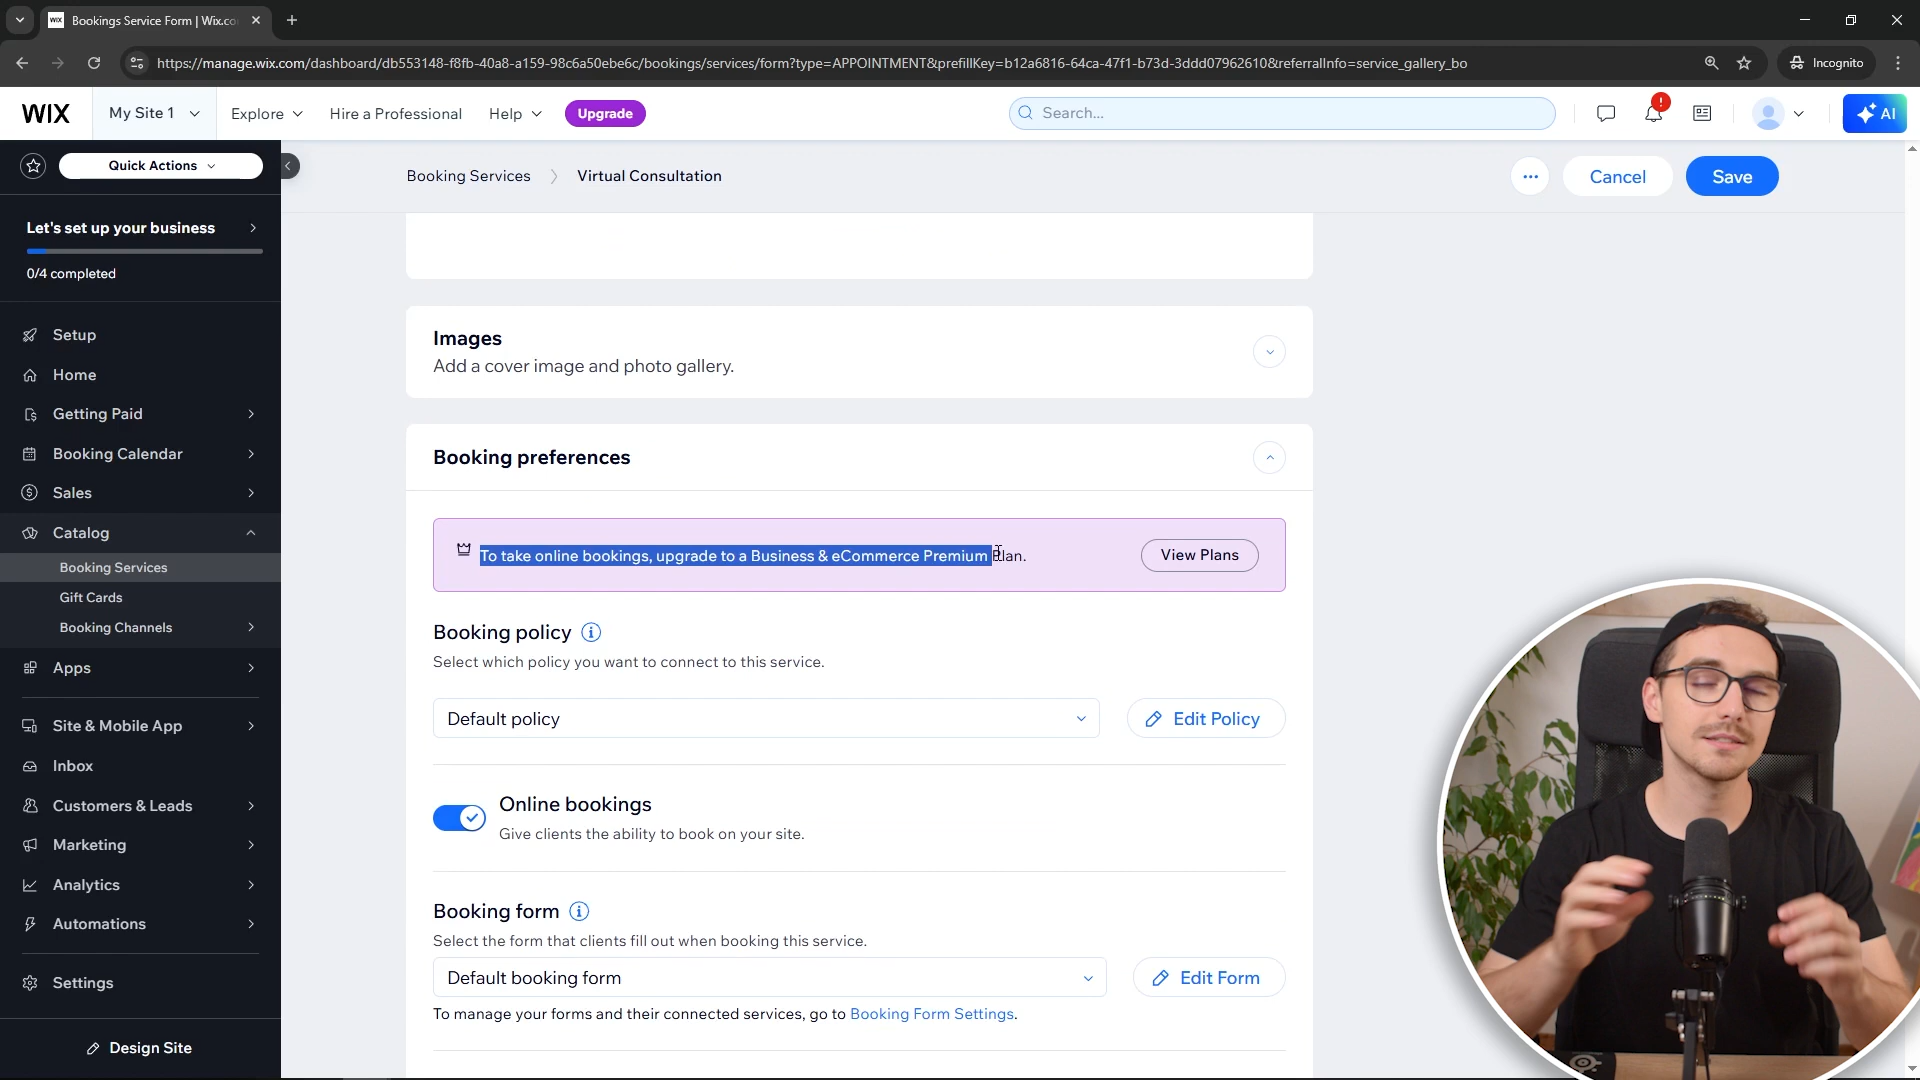 WIX
Bookings Service Form | Wix.co
https://manage.wix.com/dashboard/db553148-f8fb-40a8-a159-98c6a50ebe6c/bookings/services/form?type=APPOINTMENT&prefillKey=b12a6816-64ca-47f1-b73d-3ddd07962610&referralInfo=service_gallery_bo
Incognito
WIX
My Site 1
Explore
Hire a Professional
Help
Upgrade
Search...
!
AI
Quick Actions
Let's set up your business
0/4 completed
Setup
Home
Getting Paid
Booking Calendar
Sales
Catalog
Booking Services
Gift Cards
Booking Channels
Apps
Site & Mobile App
Inbox
Customers & Leads
Marketing
Analytics
Automations
Settings
Design Site
Booking Services
Virtual Consultation
Cancel
Save
Images
Add a cover image and photo gallery.
Booking preferences
To take online bookings, upgrade to a Business & eCommerce Premium Plan.
View Plans
Booking policy
Select which policy you want to connect to this service.
Default policy
Edit Policy
Online bookings
Give clients the ability to book on your site.
Booking form
Select the form that clients fill out when booking this service.
Default booking form
Edit Form
To manage your forms and their connected services, go to Booking Form Settings.